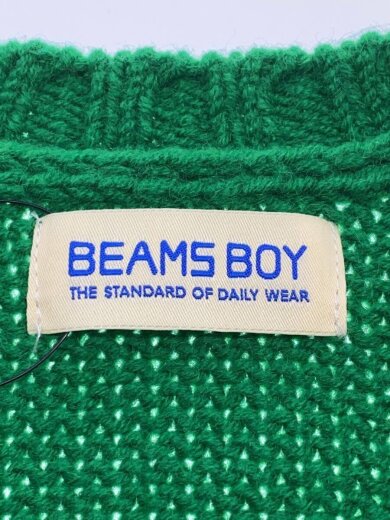 BEAMS BOY
THE STANDARD OF DAILY WEAR